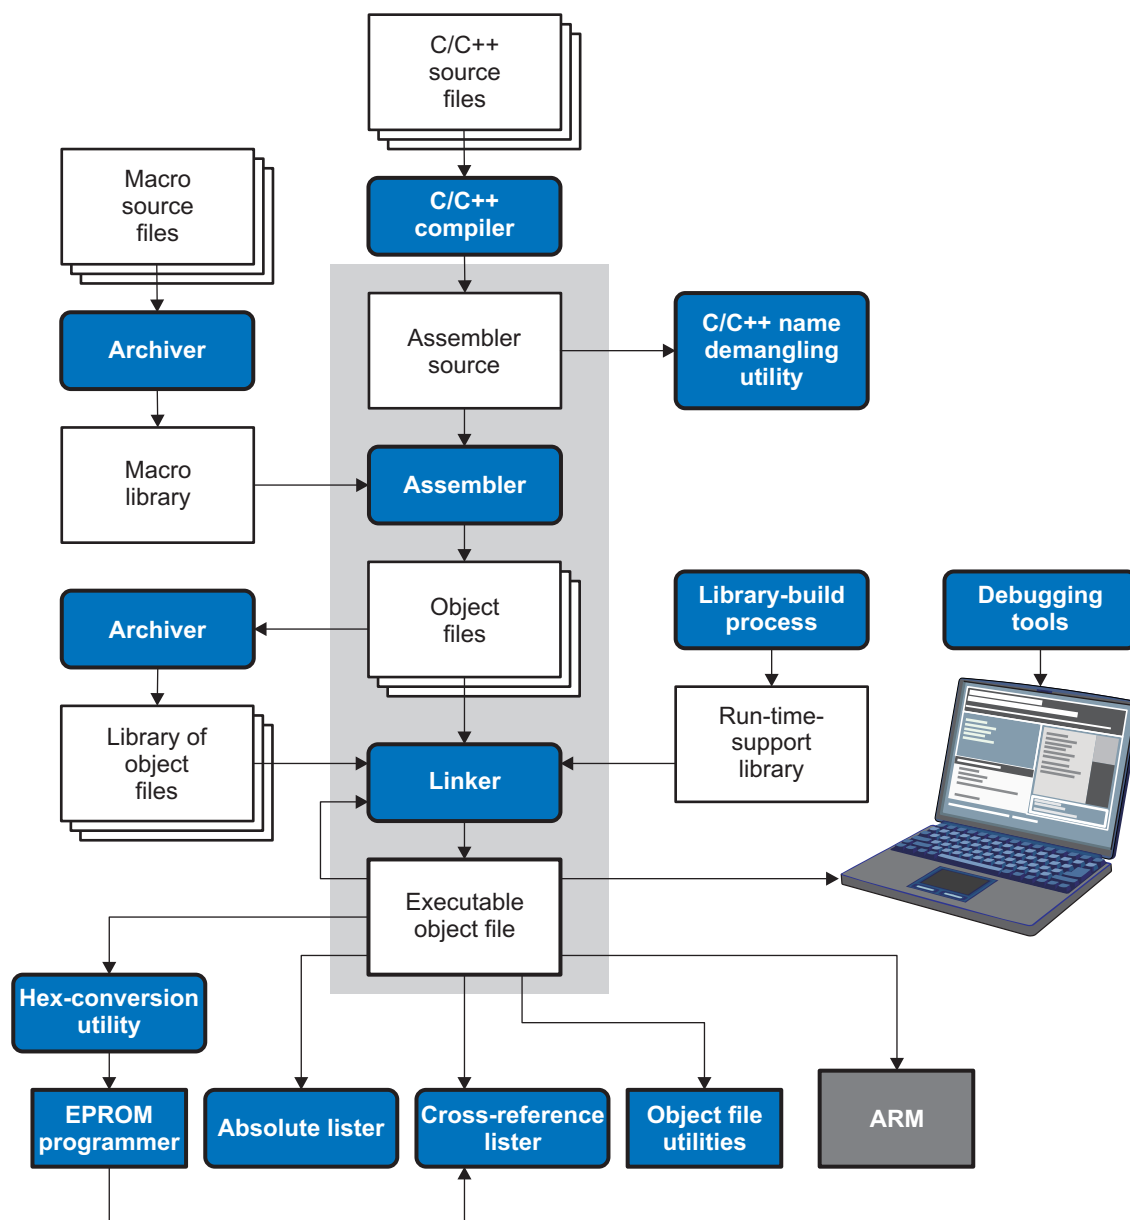 C/C++
source
files
Macro
source
files
C/C++
compiler
Archiver
Assembler
source
C/C++ name
demangling
utility
Macro
library
Assembler
Archiver
Object
files
Library-build
process
Debugging
tools
Library of
object
files
Linker
Run-time-
support
library
Executable
object file
Hex-conversion
utility
EPROM
programmer
Absolute lister
Cross-reference
lister
Object file
utilities
ARM